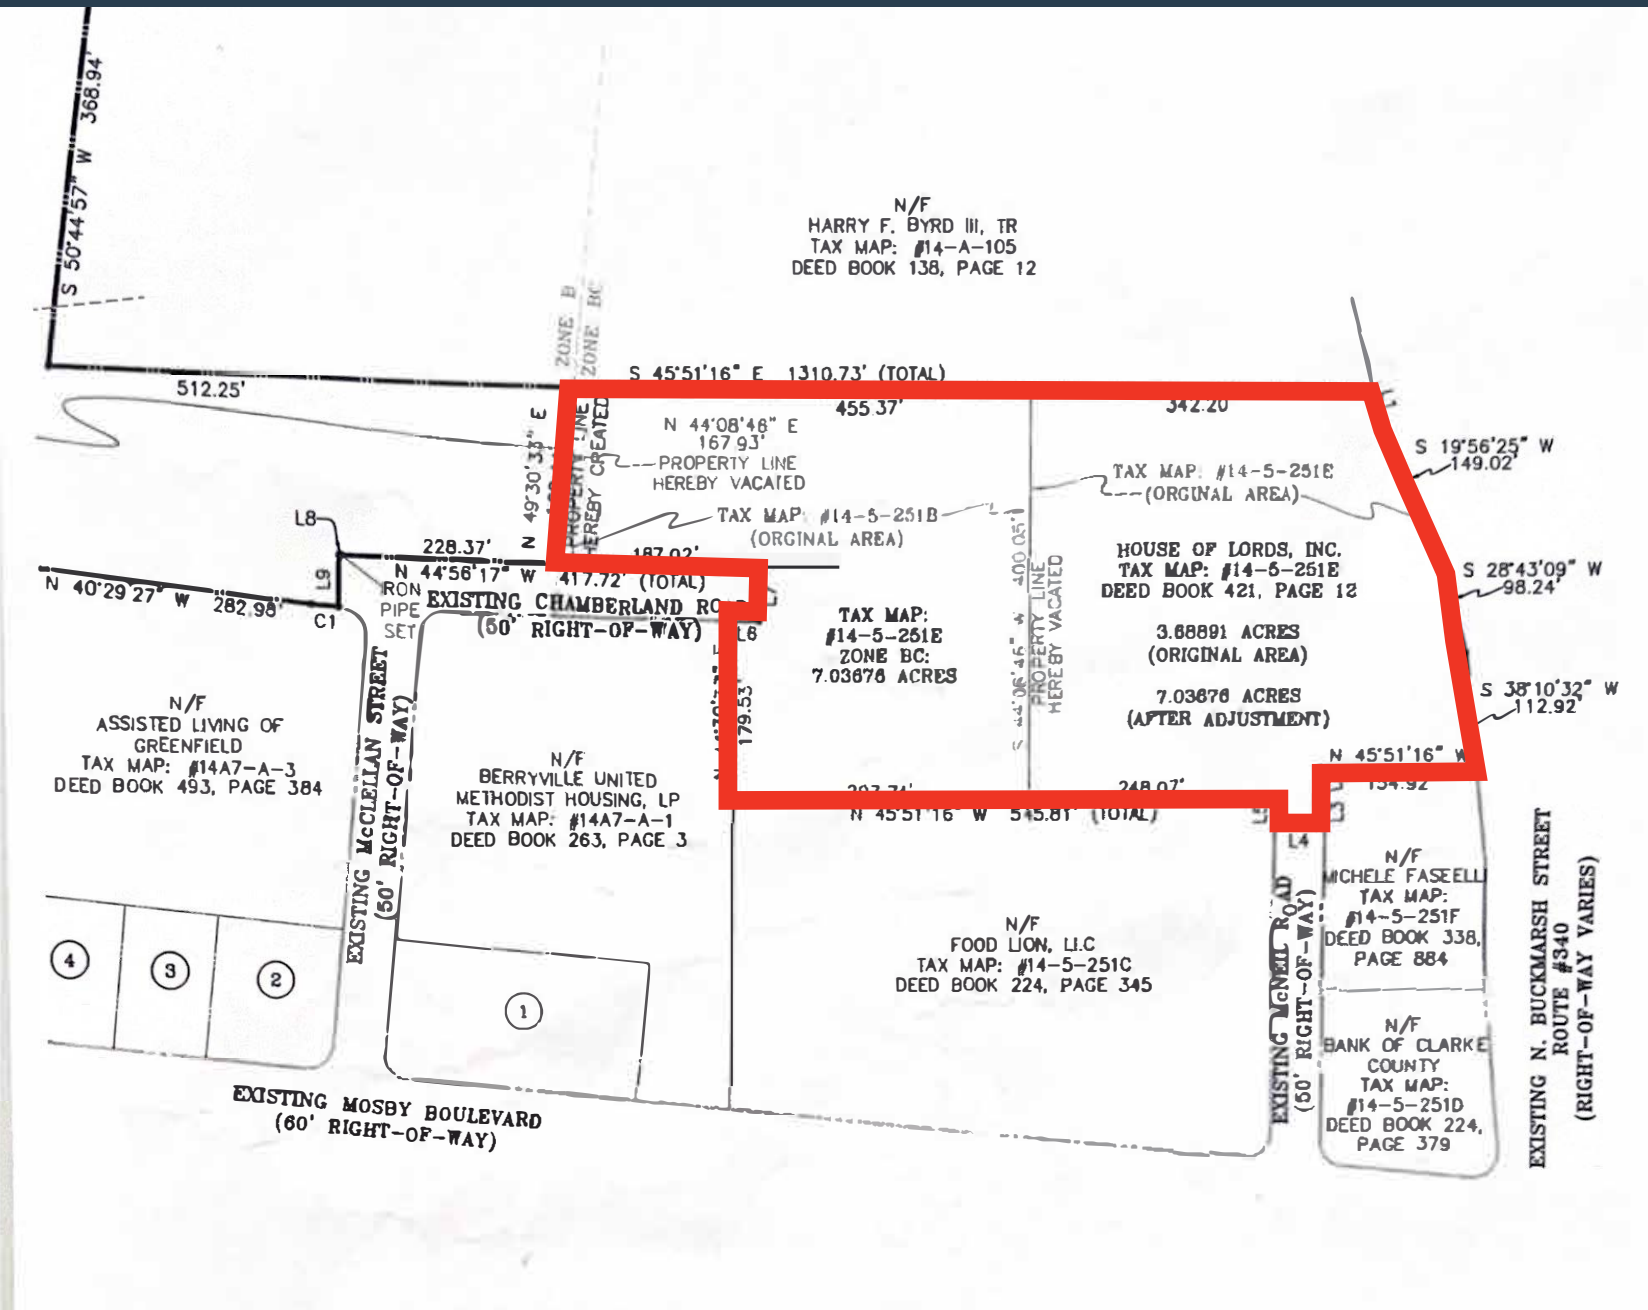 S 50°44'57" W 368.94'
N/F
HARRY F. BYRD III, TR
TAX MAP: #14-A-105
DEED BOOK 138, PAGE 12
ZONE B
ZONE BC
S 45°51'16" E 1310.73' (TOTAL)
512.25'
455.37'
342.20
L1
N 49°30'33" E
PROPERTY LINE
HEREBY CREATED
N 44°08'46" E
167.93'
PROPERTY LINE
HEREBY VACATED
TAX MAP: #14-5-251B
(ORGINAL AREA)
TAX MAP: #14-5-251E
(ORGINAL AREA)
S 19°56'25" W
149.02'
L8
228.37'
187.02'
N 44°56'17" W 417.72' (TOTAL)
L9
N 40°29'27" W 282.98'
C1
RON
PIPE
SET
EXISTING CHAMBERLAND
(50' RIGHT-OF-WAY)
L7
L6
HOUSE OF LORDS, INC.
TAX MAP: #14-5-251E
DEED BOOK 421, PAGE 12
3.68891 ACRES
(ORIGINAL AREA)
7.03676 ACRES
(AFTER ADJUSTMENT)
S 28°43'09" W
98.24'
TAX MAP:
#14-5-251E
ZONE BC:
7.03676 ACRES
400.05'
PROPERTY LINE
HEREBY VACATED
S 38°10'32" W
112.92'
179.53'
N 45°51'16" W
134.92'
248.07'
N 45°51'16" W 545.81' (TOTAL)
L3
L4
N/F
ASSISTED LIVING OF
GREENFIELD
TAX MAP: #14A7-A-3
DEED BOOK 493, PAGE 384
EXISTING McCLELLAN STREET
(50' RIGHT-OF-WAY)
N/F
BERRYVILLE UNITED
METHODIST HOUSING, LP
TAX MAP: #14A7-A-1
DEED BOOK 263, PAGE 3
N/F
FOOD LION, LLC
TAX MAP: #14-5-251C
DEED BOOK 224, PAGE 345
EXISTING McNEIL ROAD
(50' RIGHT-OF-WAY)
N/F
MICHELE FASEELLI
TAX MAP:
#14-5-251F
DEED BOOK 338,
PAGE 884
N/F
BANK OF CLARKE
COUNTY
TAX MAP:
#14-5-251D
DEED BOOK 224,
PAGE 379
EXISTING N. BUCKMARSH STREET
ROUTE #340
(RIGHT-OF-WAY VARIES)
4
3
2
1
EXISTING MOSBY BOULEVARD
(60' RIGHT-OF-WAY)